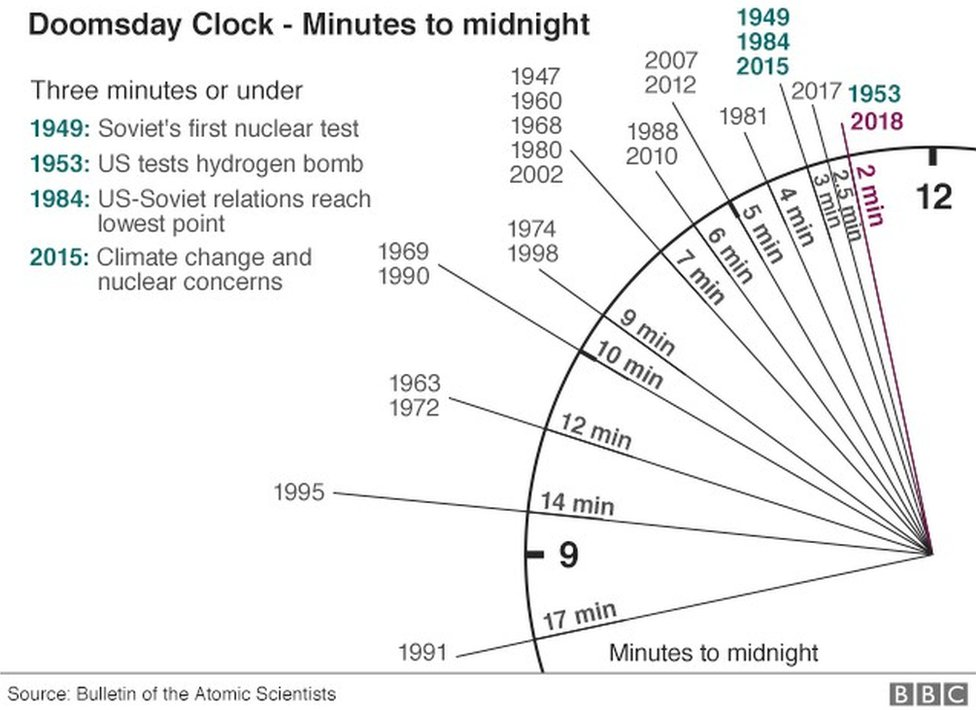 Doomsday Clock - Minutes to midnight
Three minutes or under
1949: Soviet's first nuclear test
1953: US tests hydrogen bomb
1984: US-Soviet relations reach
lowest point
2015: Climate change and
nuclear concerns
1949
1984
2015
2007
2012
1947
1960
1968
1980
2002
2017
1953
2018
1981
1988
2010
1974
1998
1969
1990
1963
1972
1995
1991
12
2 min
2.5 min
3 min
4 min
5 min
6 min
7 min
9 min
10 min
12 min
14 min
9
17 min
Minutes to midnight
Source: Bulletin of the Atomic Scientists
BBC